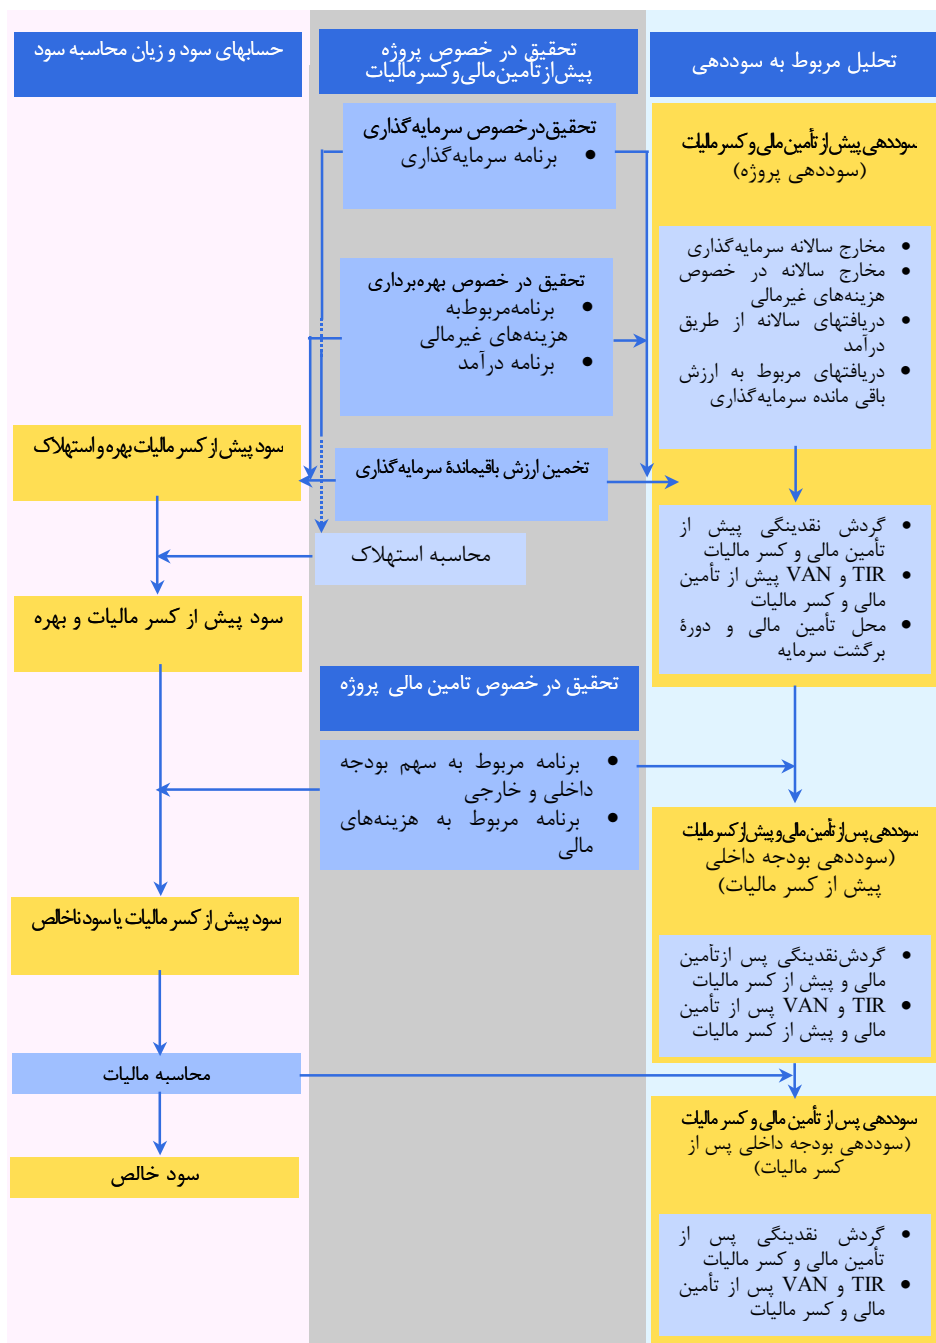 تحلیل مربوط به سوددهی
سوددهی پیش از تأمین مالی و کسر مالیات
(سوددهی پروژه)
• مخارج سالانه سرمایه‌گذاری
• مخارج سالانه در خصوص
هزینه‌های غیرمالی
• دریافتهای سالانه از طریق
درآمد
• دریافتهای مربوط به ارزش
باقی مانده سرمایه‌گذاری
• گردش نقدینگی پیش از
تأمین مالی و کسر مالیات
• TIR و VAN پیش از تأمین
مالی و کسر مالیات
• محل تأمین مالی و دورهٔ
برگشت سرمایه
سوددهی پس از تأمین مالی و پیش از کسر مالیات
(سوددهی بودجه داخلی
پیش از کسر مالیات)
• گردش نقدینگی پس از تأمین
مالی و پیش از کسر مالیات
• TIR و VAN پس از تأمین
مالی و پیش از کسر مالیات
سوددهی پس از تأمین مالی و کسر مالیات
(سوددهی بودجه داخلی پس از
کسر مالیات)
• گردش نقدینگی پس از
تأمین مالی و کسر مالیات
• TIR و VAN پس از تأمین
مالی و کسر مالیات
تحقیق در خصوص پروژه
پیش از تأمین مالی و کسر مالیات
تحقیق در خصوص سرمایه‌گذاری
• برنامه سرمایه‌گذاری
تحقیق در خصوص بهره‌برداری
• برنامه مربوط به
هزینه‌های غیرمالی
• برنامه درآمد
تخمین ارزش باقیماندهٔ سرمایه‌گذاری
محاسبه استهلاک
تحقیق در خصوص تامین مالی پروژه
• برنامه مربوط به سهم بودجه
داخلی و خارجی
• برنامه مربوط به هزینه‌های
مالی
حسابهای سود و زیان محاسبه سود
سود پیش از کسر مالیات بهره و استهلاک
سود پیش از کسر مالیات و بهره
سود پیش از کسر مالیات یا سود ناخالص
محاسبه مالیات
سود خالص